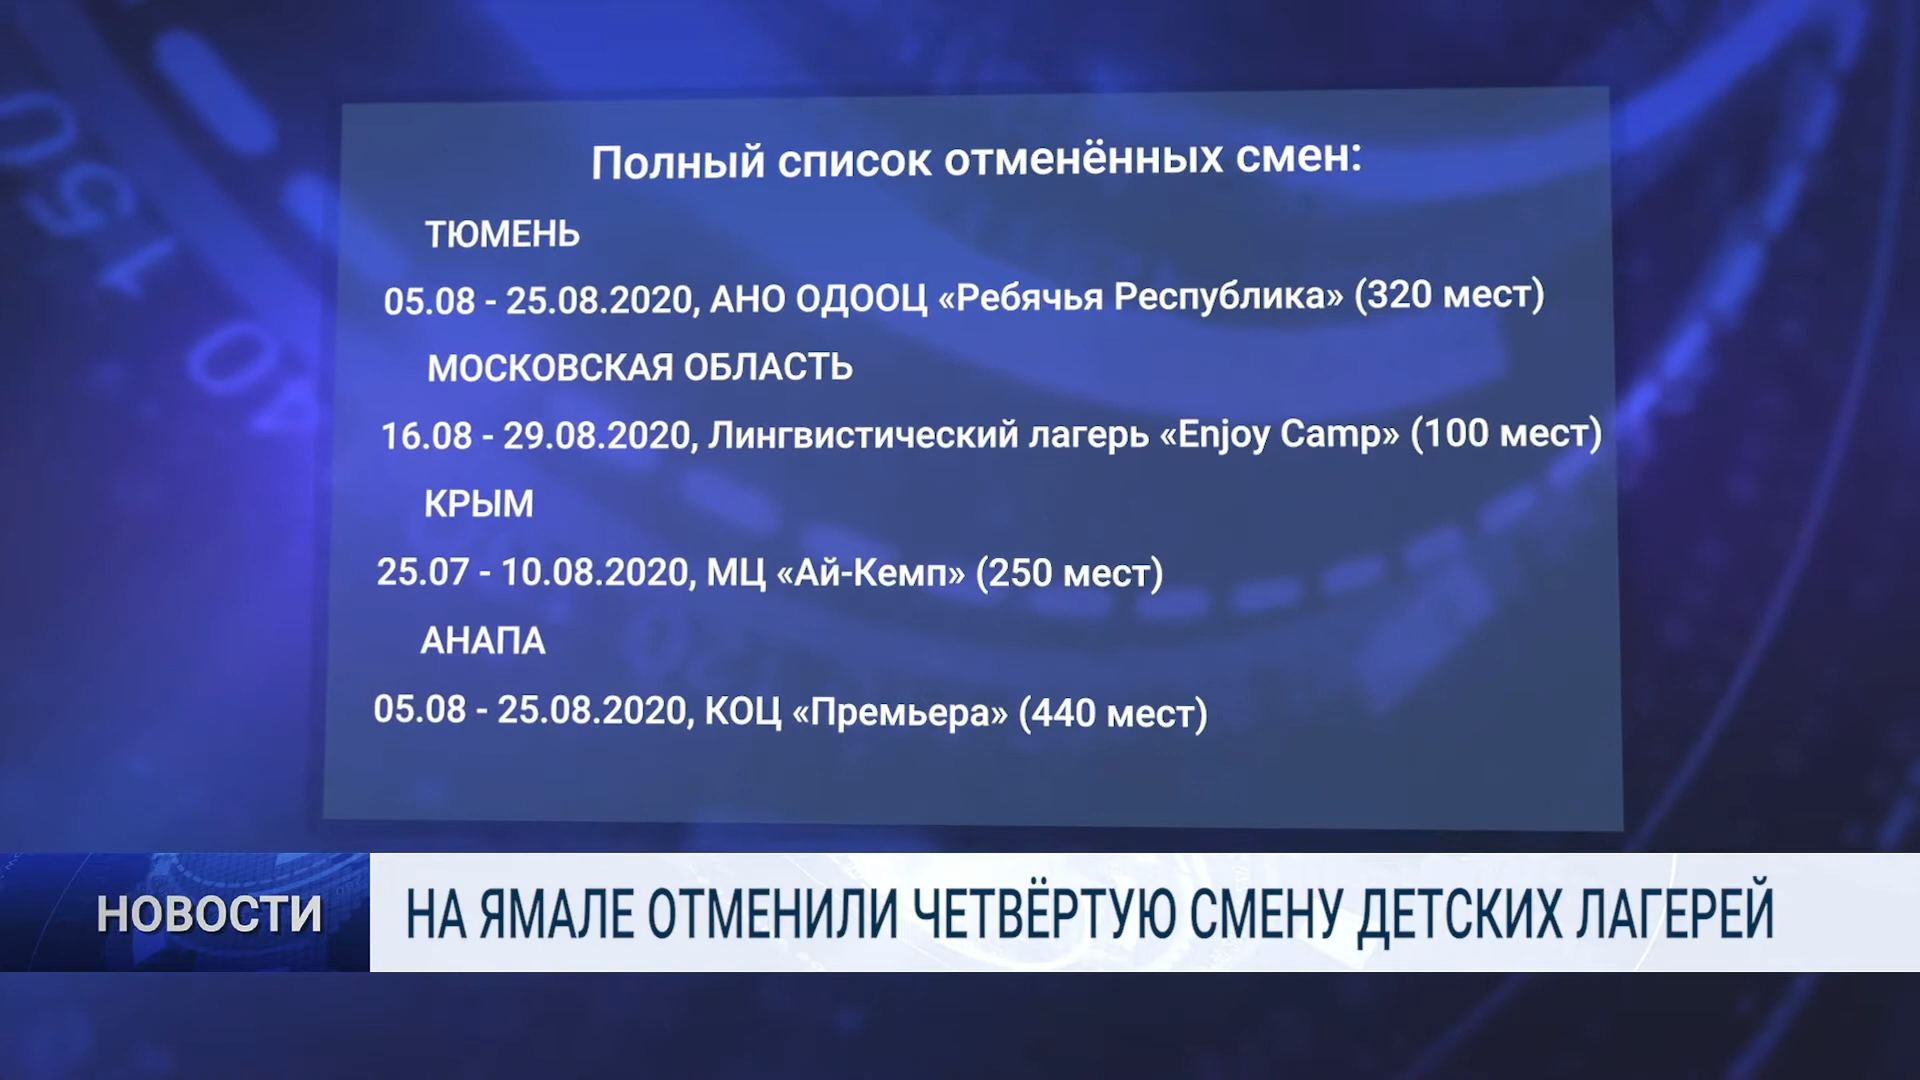 Полный список отменённых смен:
ТЮМЕНЬ
05.08 - 25.08.2020, АНО ОДООЦ «Ребячья Республика» (320 мест)
МОСКОВСКАЯ ОБЛАСТЬ
16.08 - 29.08.2020, Лингвистический лагерь «Enjoy Camp» (100 мест)
КРЫМ
25.07 - 10.08.2020, МЦ «Ай-Кемп» (250 мест)
АНАПА
05.08 - 25.08.2020, КОЦ «Премьера» (440 мест)
НОВОСТИ
НА ЯМАЛЕ ОТМЕНИЛИ ЧЕТВЁРТУЮ СМЕНУ ДЕТСКИХ ЛАГЕРЕЙ
150
40